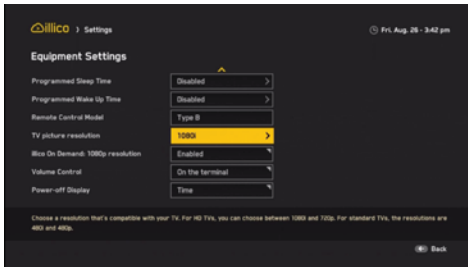 illico > Settings
Fri. Aug. 26 - 3:42 pm
Equipment Settings
Programmed Sleep Time Disabled >
Programmed Wake Up Time Disabled >
Remote Control Model Type B
TV picture resolution 1080i >
illico On Demand: 1080p resolution Enabled
Volume Control On the terminal
Power-off Display Time
Choose a resolution that's compatible with your TV. For HD TVs, you can choose between 1080i and 720p. For standard TVs, the resolutions are
480i and 480p.
Back